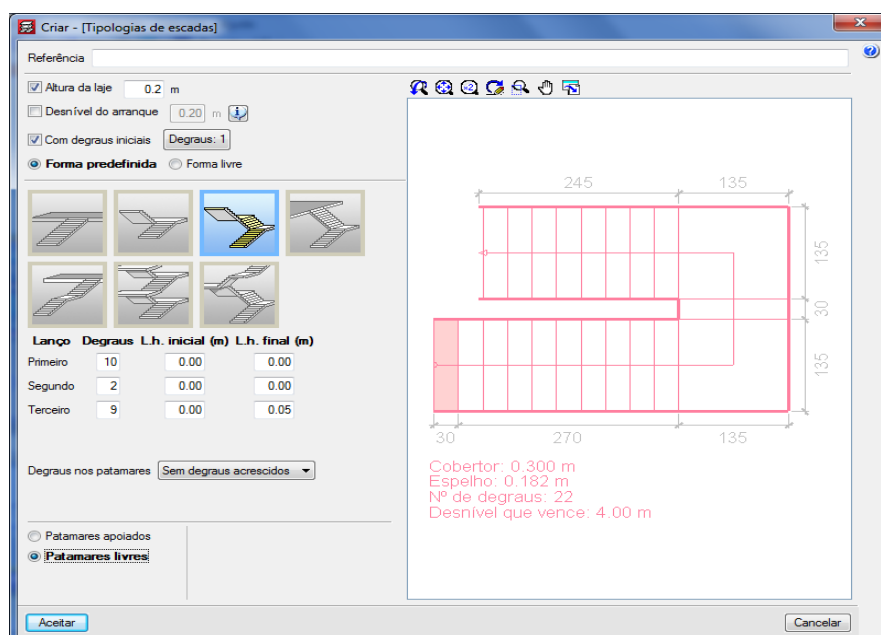 Criar - [Tipologias de escadas]
Referência
Altura da laje 0.2 m
Desnível do arranque 0.20 m
Com degraus iniciais Degraus: 1
Forma predefinida Forma livre
Lanço Degraus L.h. inicial (m) L.h. final (m)
Primeiro 10 0.00 0.00
Segundo 2 0.00 0.00
Terceiro 9 0.00 0.05
Degraus nos patamares Sem degraus acrescidos
Patamares apoiados
Patamares livres
245 135
135
30
135
30 270 135
Cobertor: 0.300 m
Espelho: 0.182 m
Nº de degraus: 22
Desnível que vence: 4.00 m
Aceitar Cancelar